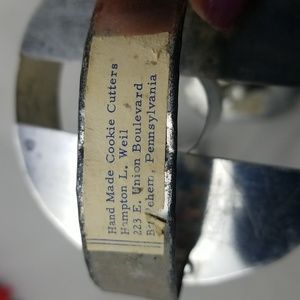 Hand Made Cookie Cutters
Hampton L. Weil
223 E. Union Boulevard
Pennsylvania